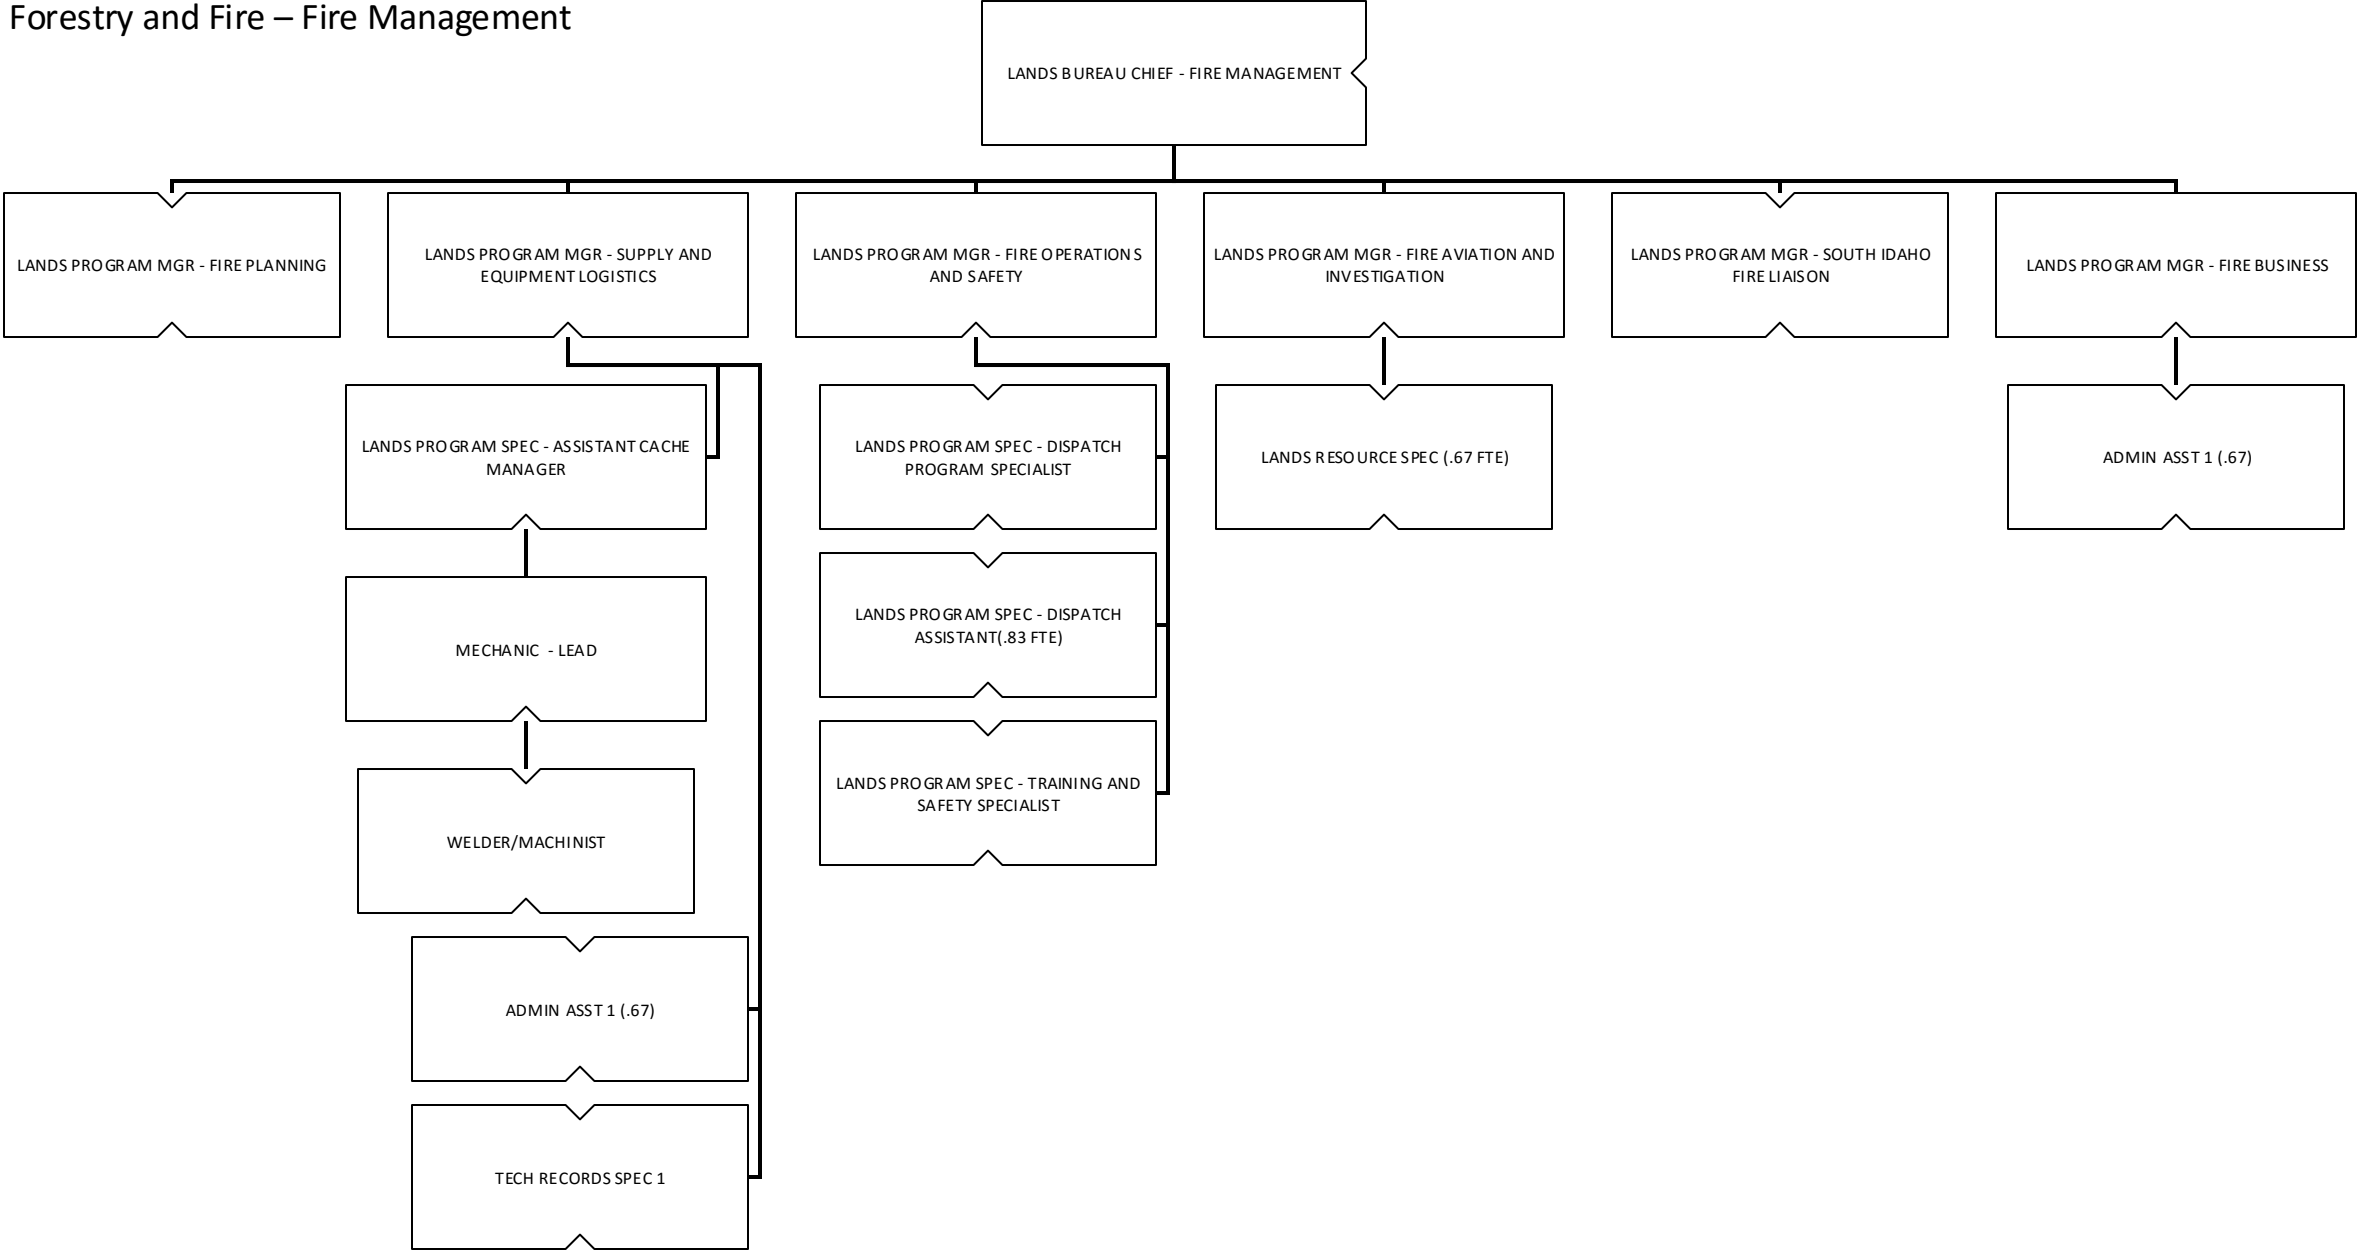 Forestry and Fire – Fire Management
LANDS BUREAU CHIEF - FIRE MANAGEMENT
LANDS PROGRAM MGR - FIRE PLANNING
LANDS PROGRAM MGR - SUPPLY AND
EQUIPMENT LOGISTICS
LANDS PROGRAM MGR - FIRE OPERATIONS
AND SAFETY
LANDS PROGRAM MGR - FIRE AVIATION AND
INVESTIGATION
LANDS PROGRAM MGR - SOUTH IDAHO
FIRE LIAISON
LANDS PROGRAM MGR - FIRE BUSINESS
LANDS PROGRAM SPEC - ASSISTANT CACHE
MANAGER
LANDS PROGRAM SPEC - DISPATCH
PROGRAM SPECIALIST
LANDS RESOURCE SPEC (.67 FTE)
ADMIN ASST 1 (.67)
MECHANIC - LEAD
LANDS PROGRAM SPEC - DISPATCH
ASSISTANT(.83 FTE)
WELDER/MACHINIST
LANDS PROGRAM SPEC - TRAINING AND
SAFETY SPECIALIST
ADMIN ASST 1 (.67)
TECH RECORDS SPEC 1